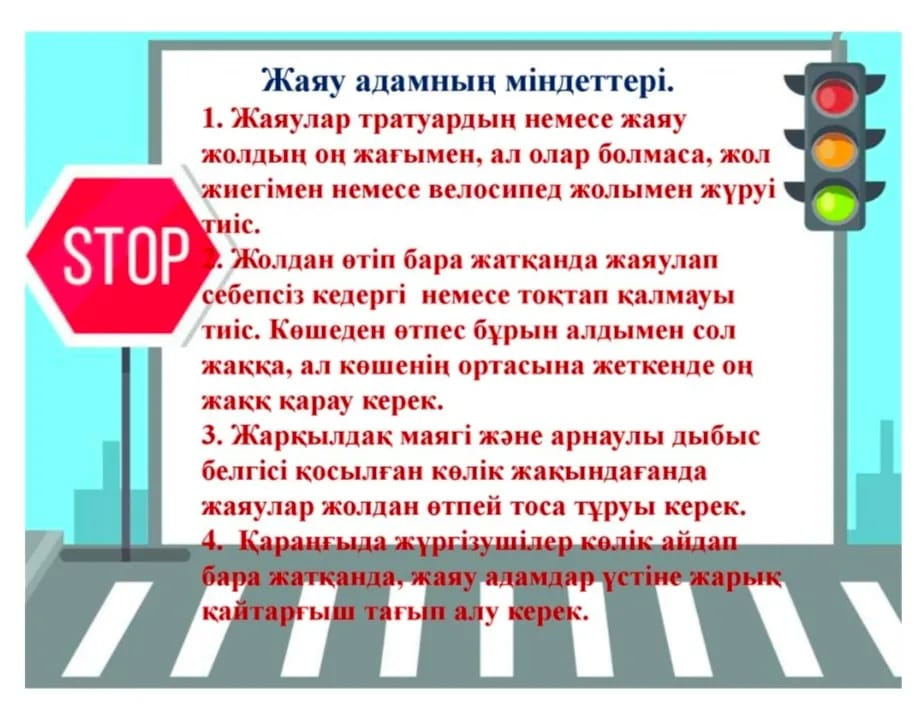 Жаяу адамның міндеттері.
1. Жаяулар тратуардың немесе жаяу
жолдың оң жағымен, ал олар болмаса, жол
жиегімен немесе велосипед жолымен жүруі
тиіс.
STOP
2. Жолдан өтіп бара жатқанда жаяулап
себепсіз кедергі немесе тоқтап қалмауы
тиіс. Көшеден өтпес бұрын алдымен сол
жаққа, ал көшенің ортасына жеткенде оң
жаққ қарау керек.
3. Жарқылдақ маягі және арнаулы дыбыс
белгісі қосылған көлік жақындағанда
жаяулар жолдан өтпей тоса тұруы керек.
4. Қараңғыда жүргізушілер көлік айдап
бара жатқанда, жаяу адамдар үстіне жарық
қайтарғыш тағып алу керек.